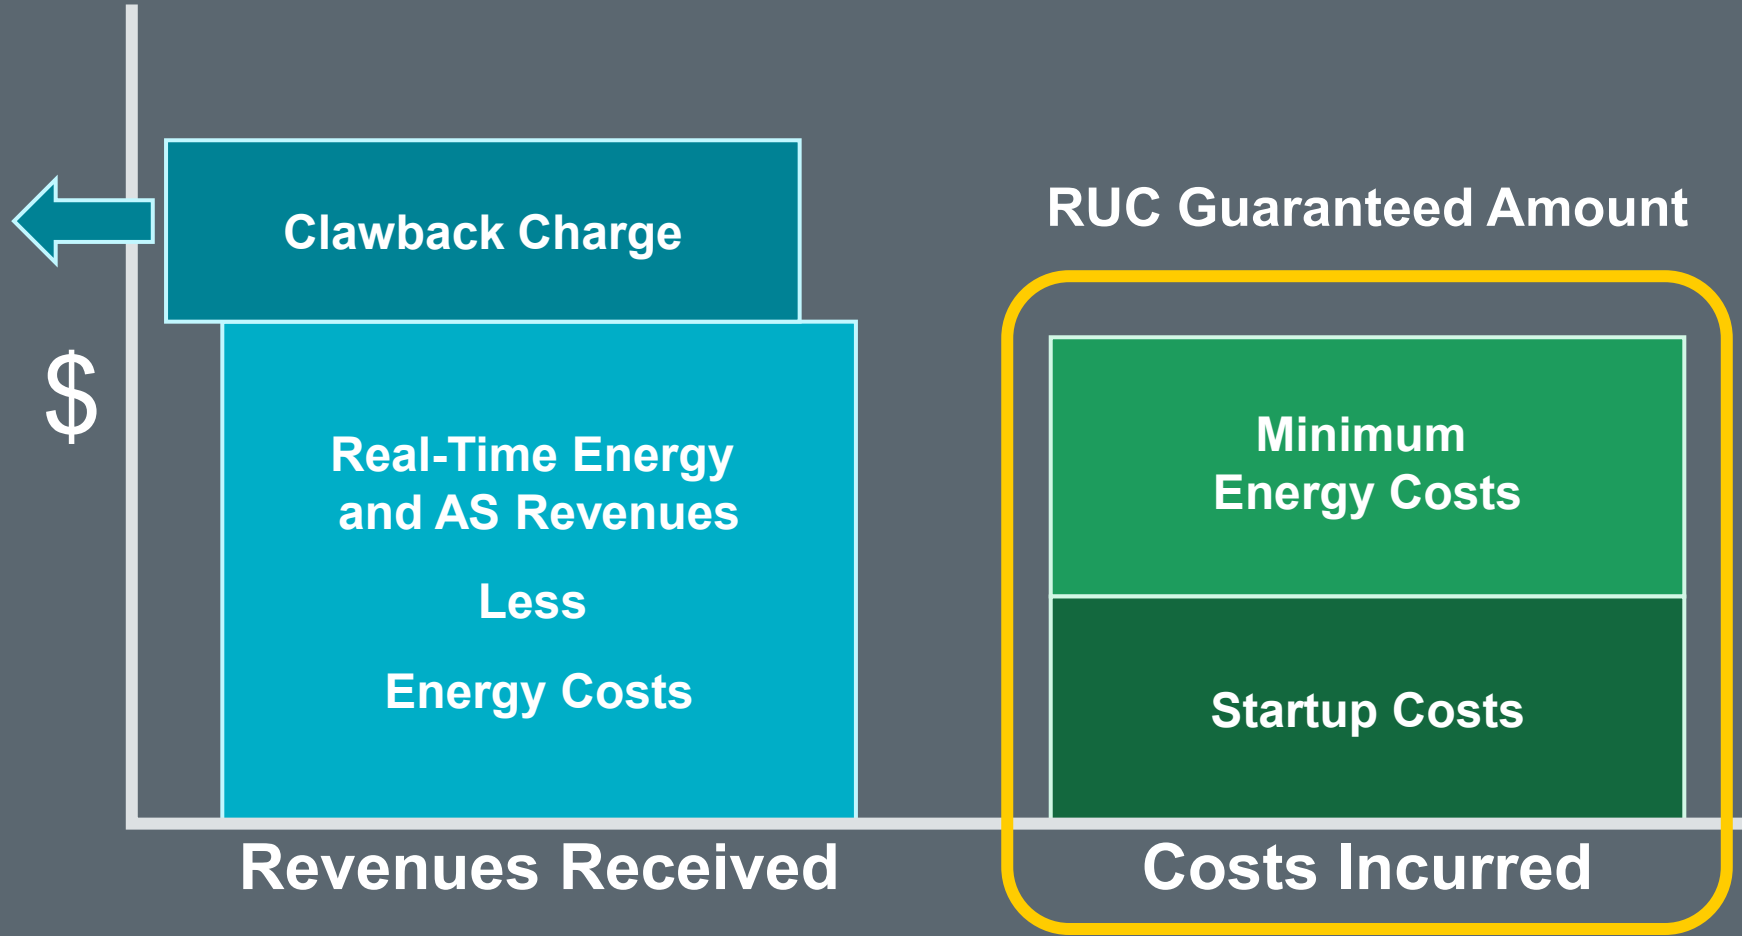 Clawback Charge
$
Real-Time Energy
and AS Revenues
Less
Energy Costs
Revenues Received
RUC Guaranteed Amount
Minimum
Energy Costs
Startup Costs
Costs Incurred